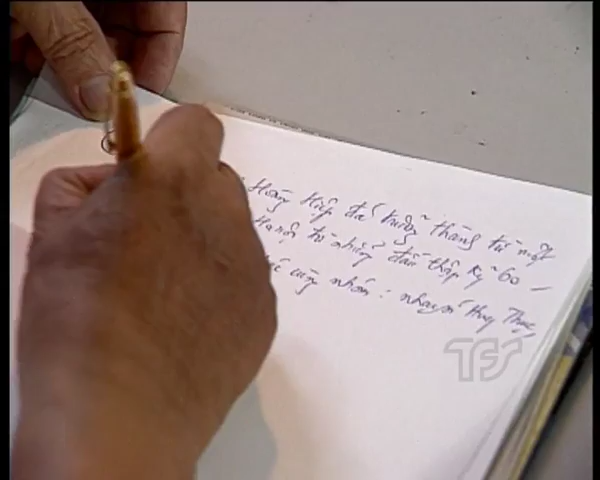 Hoàng Hiệp đã trưởng thành từ một
Hà nội từ những đầu thập kỷ 60 –
cùng nhóm : nhạc sĩ Huy Thục,
TFS